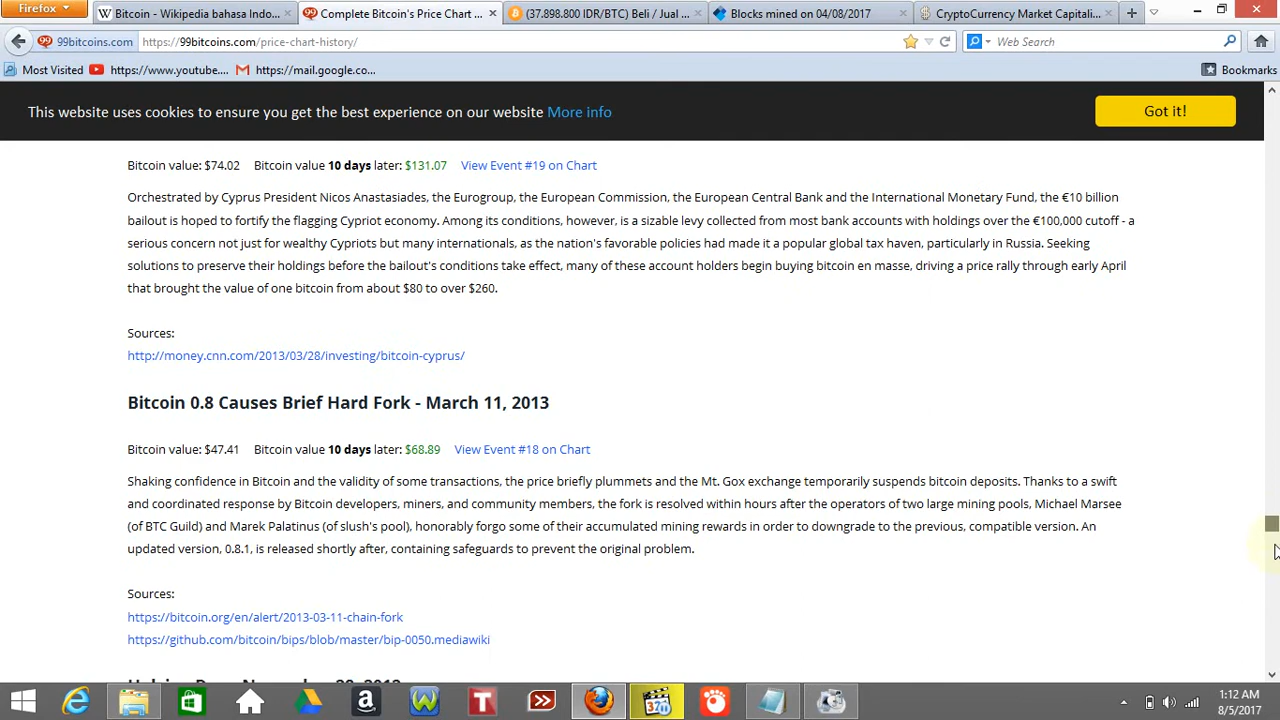 Firefox
Bitcoin - Wikipedia bahasa Indo...
Complete Bitcoin's Price Chart ...
(37.898.800 IDR/BTC) Beli / Jual ...
Blocks mined on 04/08/2017
CryptoCurrency Market Capitali...
99bitcoins.com
https://99bitcoins.com/price-chart-history/
Web Search
Most Visited
https://www.youtube....
https://mail.google.co...
Bookmarks
This website uses cookies to ensure you get the best experience on our website More info
Got it!
Bitcoin value: $74.02 Bitcoin value 10 days later: $131.07 View Event #19 on Chart
Orchestrated by Cyprus President Nicos Anastasiades, the Eurogroup, the European Commission, the European Central Bank and the International Monetary Fund, the €10 billion
bailout is hoped to fortify the flagging Cypriot economy. Among its conditions, however, is a sizable levy collected from most bank accounts with holdings over the €100,000 cutoff - a
serious concern not just for wealthy Cypriots but many internationals, as the nation's favorable policies had made it a popular global tax haven, particularly in Russia. Seeking
solutions to preserve their holdings before the bailout's conditions take effect, many of these account holders begin buying bitcoin en masse, driving a price rally through early April
that brought the value of one bitcoin from about $80 to over $260.
Sources:
http://money.cnn.com/2013/03/28/investing/bitcoin-cyprus/
Bitcoin 0.8 Causes Brief Hard Fork - March 11, 2013
Bitcoin value: $47.41 Bitcoin value 10 days later: $68.89 View Event #18 on Chart
Shaking confidence in Bitcoin and the validity of some transactions, the price briefly plummets and the Mt. Gox exchange temporarily suspends bitcoin deposits. Thanks to a swift
and coordinated response by Bitcoin developers, miners, and community members, the fork is resolved within hours after the operators of two large mining pools, Michael Marsee
(of BTC Guild) and Marek Palatinus (of slush's pool), honorably forgo some of their accumulated mining rewards in order to downgrade to the previous, compatible version. An
updated version, 0.8.1, is released shortly after, containing safeguards to prevent the original problem.
Sources:
https://bitcoin.org/en/alert/2013-03-11-chain-fork
https://github.com/bitcoin/bips/blob/master/bip-0050.mediawiki
1:12 AM
8/5/2017